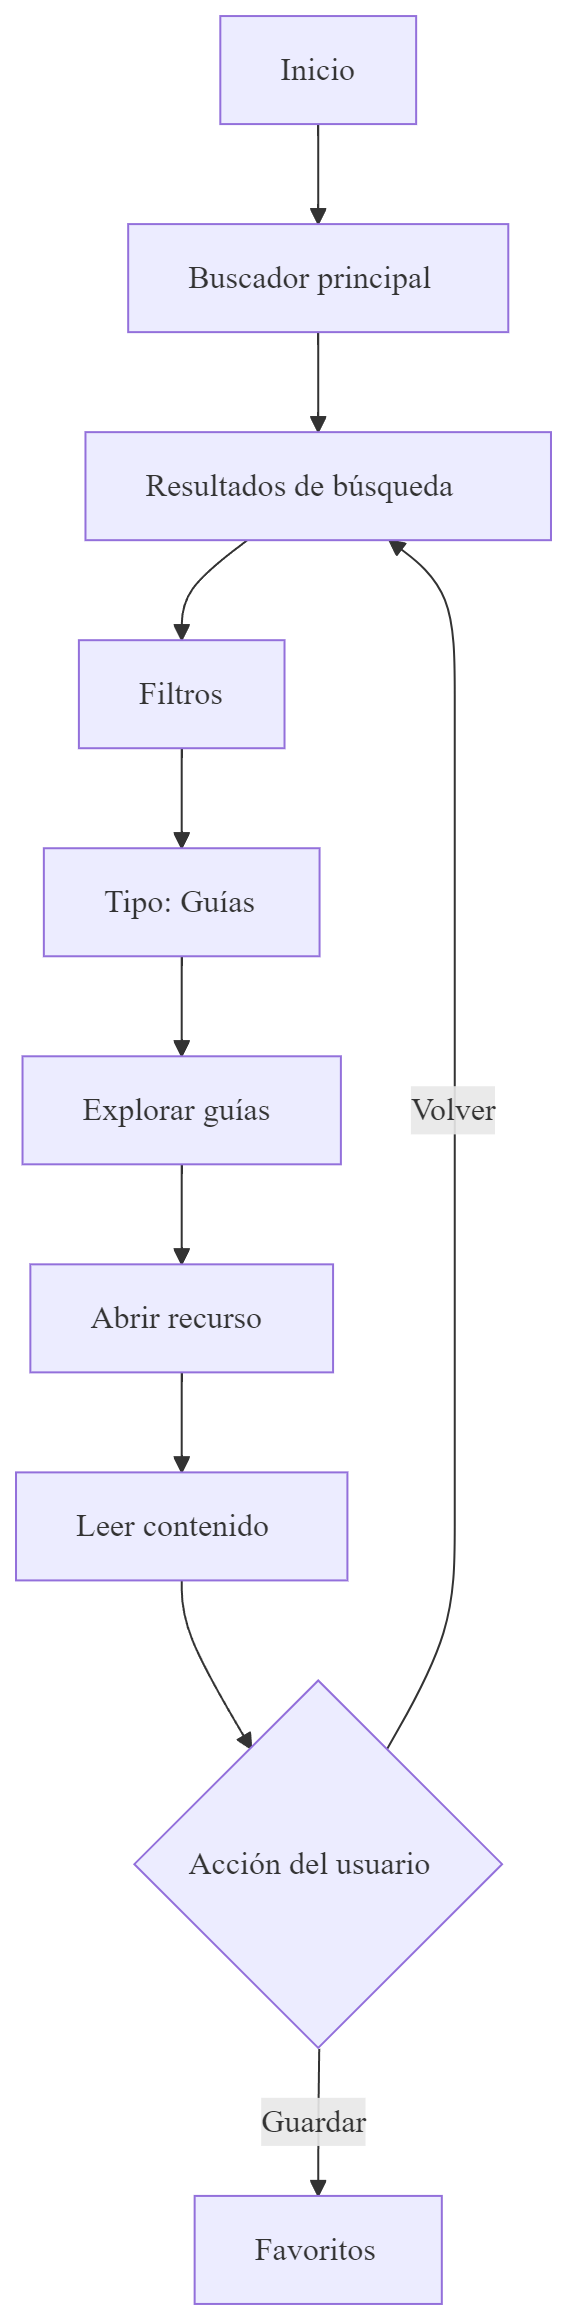 Inicio
Buscador principal
Resultados de búsqueda
Filtros
Tipo: Guías
Explorar guías
Volver
Abrir recurso
Leer contenido
Acción del usuario
Guardar
Favoritos